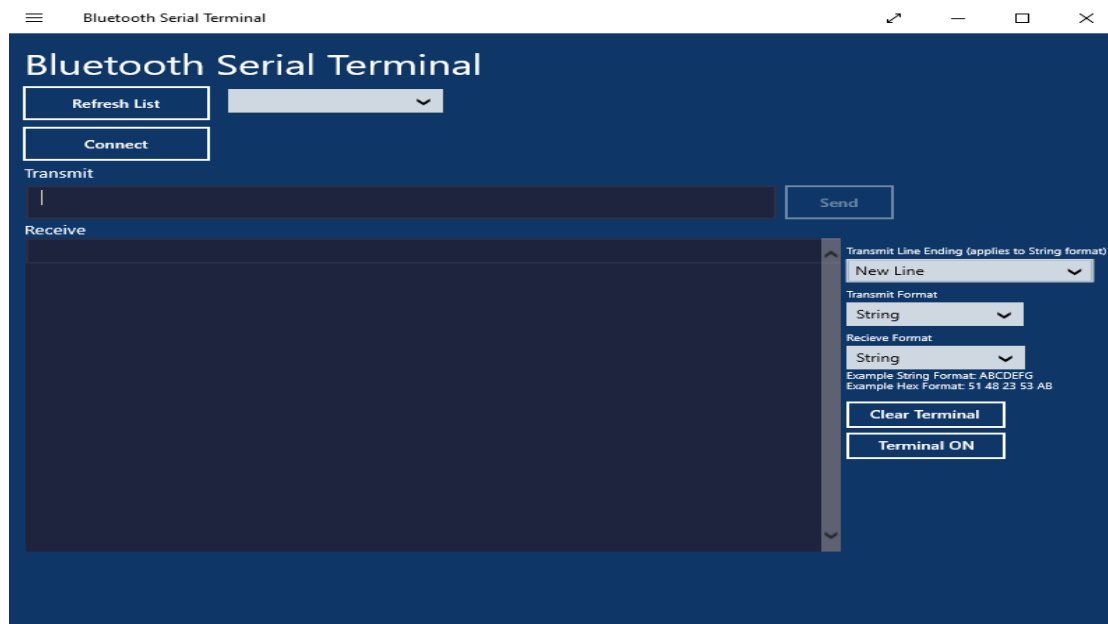 Bluetooth Serial Terminal
Bluetooth Serial Terminal
Refresh List
Connect
Transmit
Send
Receive
Transmit Line Ending (applies to String format)
New Line
Transmit Format
String
Recieve Format
String
Example String Format: ABCDEFG
Example Hex Format: 51 48 23 53 AB
Clear Terminal
Terminal ON